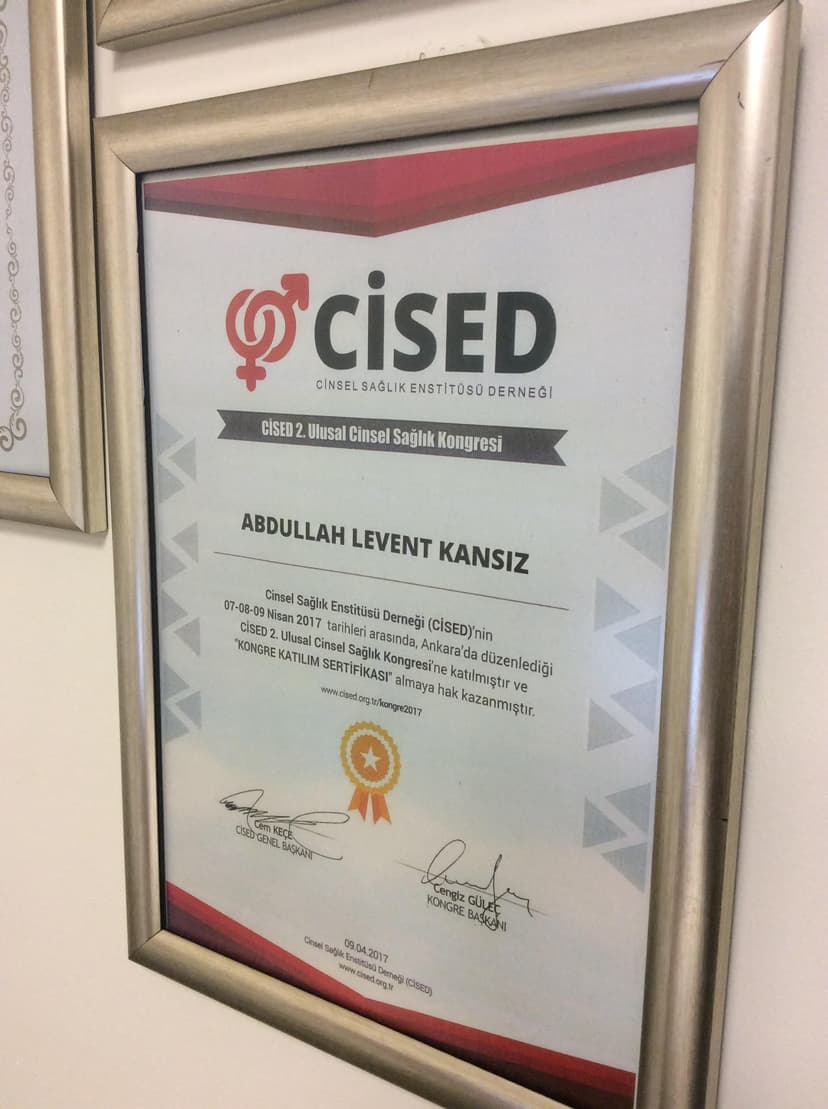 CİSED
CİNSEL SAĞLIK ENSTİTÜSÜ DERNEĞİ
CİSED 2. Ulusal Cinsel Sağlık Kongresi
ABDULLAH LEVENT KANSIZ
Cinsel Sağlık Enstitüsü Derneği (CİSED)'nin
07-08-09 Nisan 2017 tarihleri arasında, Ankara'da düzenlediği
CİSED 2. Ulusal Cinsel Sağlık Kongresi'ne katılmıştır ve
"KONGRE KATILIM SERTİFİKASI" almaya hak kazanmıştır.
www.cised.org.tr/kongre2017
Cem KEÇE
CİSED GENEL BAŞKANI
Cengiz GÜLEÇ
KONGRE BAŞKANI
09.04.2017
Cinsel Sağlık Enstitüsü Derneği (CİSED)
www.cised.org.tr